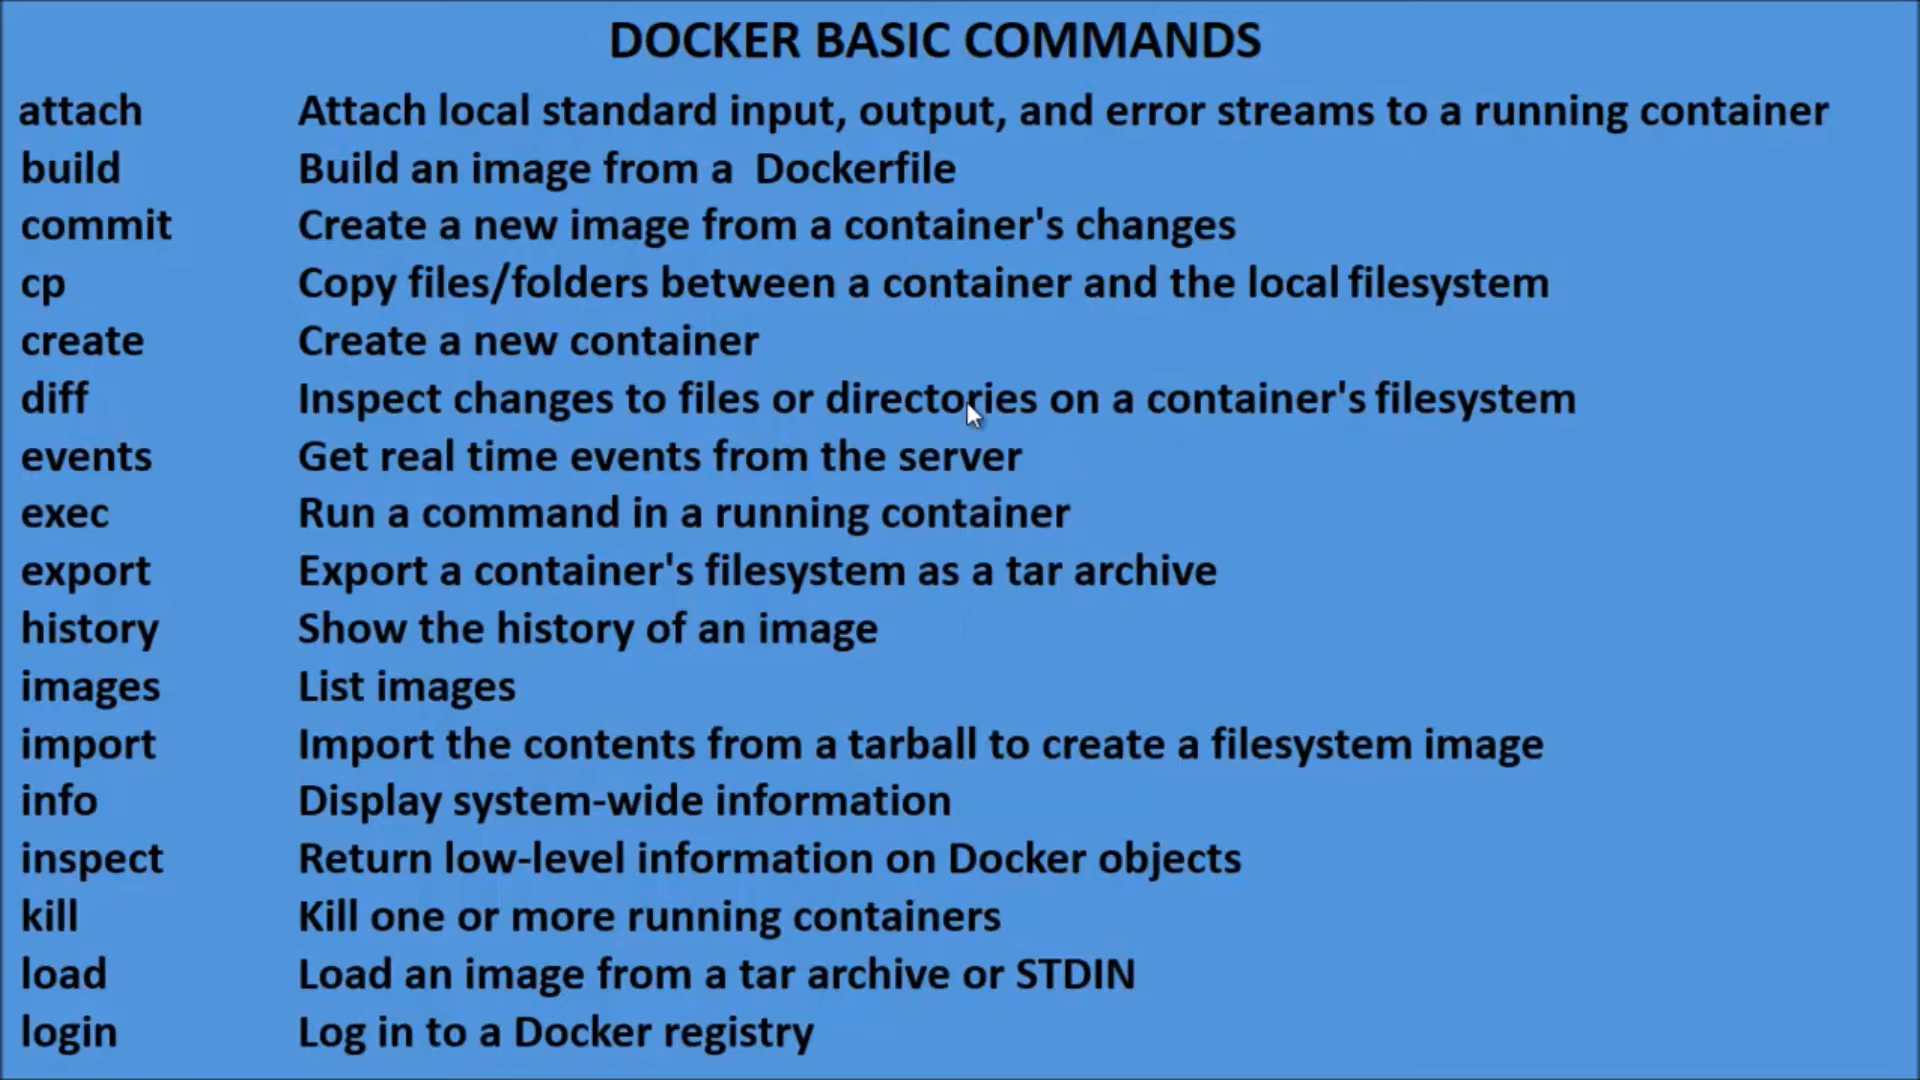 DOCKER BASIC COMMANDS
attach Attach local standard input, output, and error streams to a running container
build Build an image from a Dockerfile
commit Create a new image from a container's changes
cp Copy files/folders between a container and the local filesystem
create Create a new container
diff Inspect changes to files or directories on a container's filesystem
events Get real time events from the server
exec Run a command in a running container
export Export a container's filesystem as a tar archive
history Show the history of an image
images List images
import Import the contents from a tarball to create a filesystem image
info Display system-wide information
inspect Return low-level information on Docker objects
kill Kill one or more running containers
load Load an image from a tar archive or STDIN
login Log in to a Docker registry